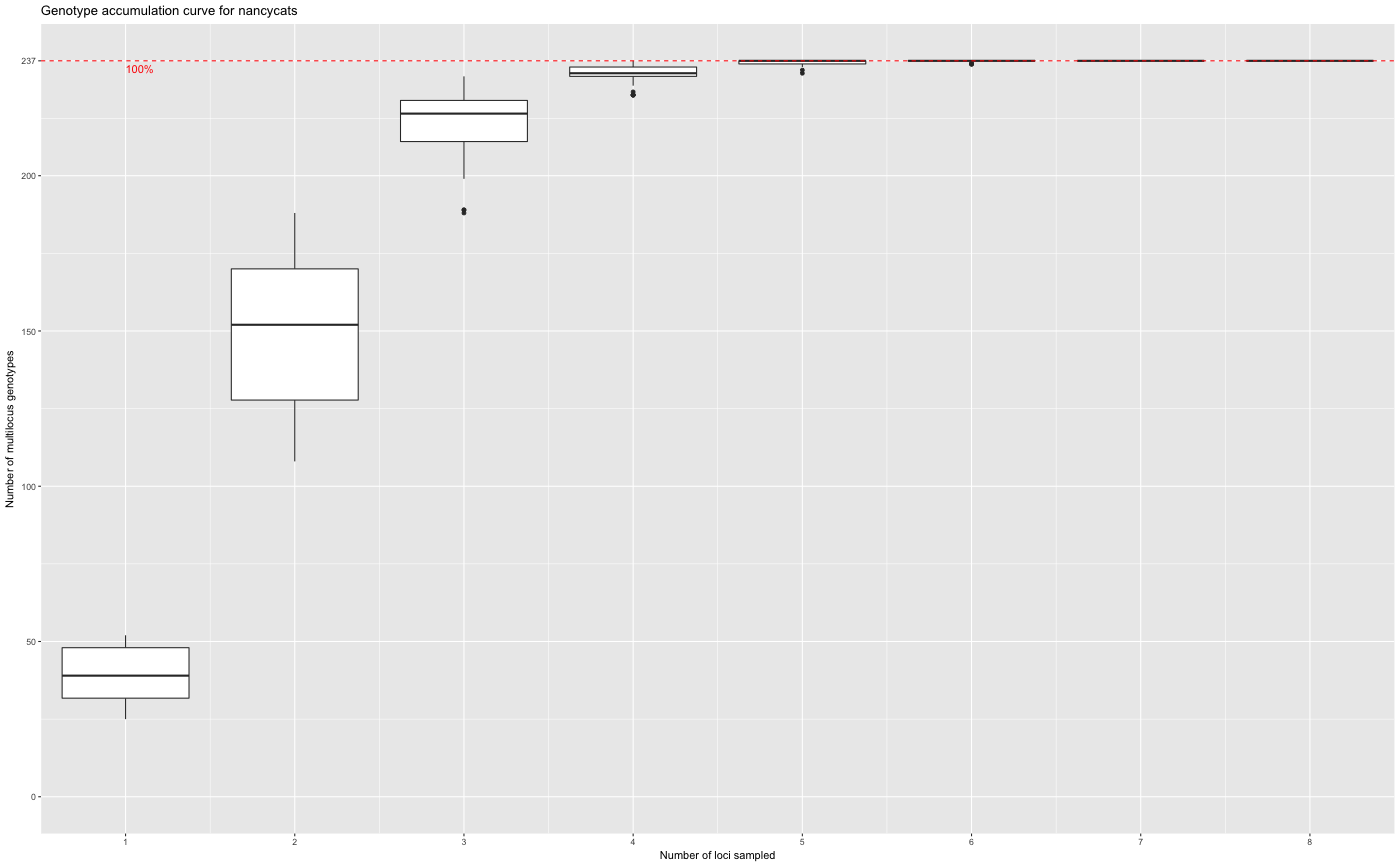 Genotype accumulation curve for nancycats
237
100%
200
150
100
50
0
Number of multilocus genotypes
1 2 3 4 5 6 7 8
Number of loci sampled